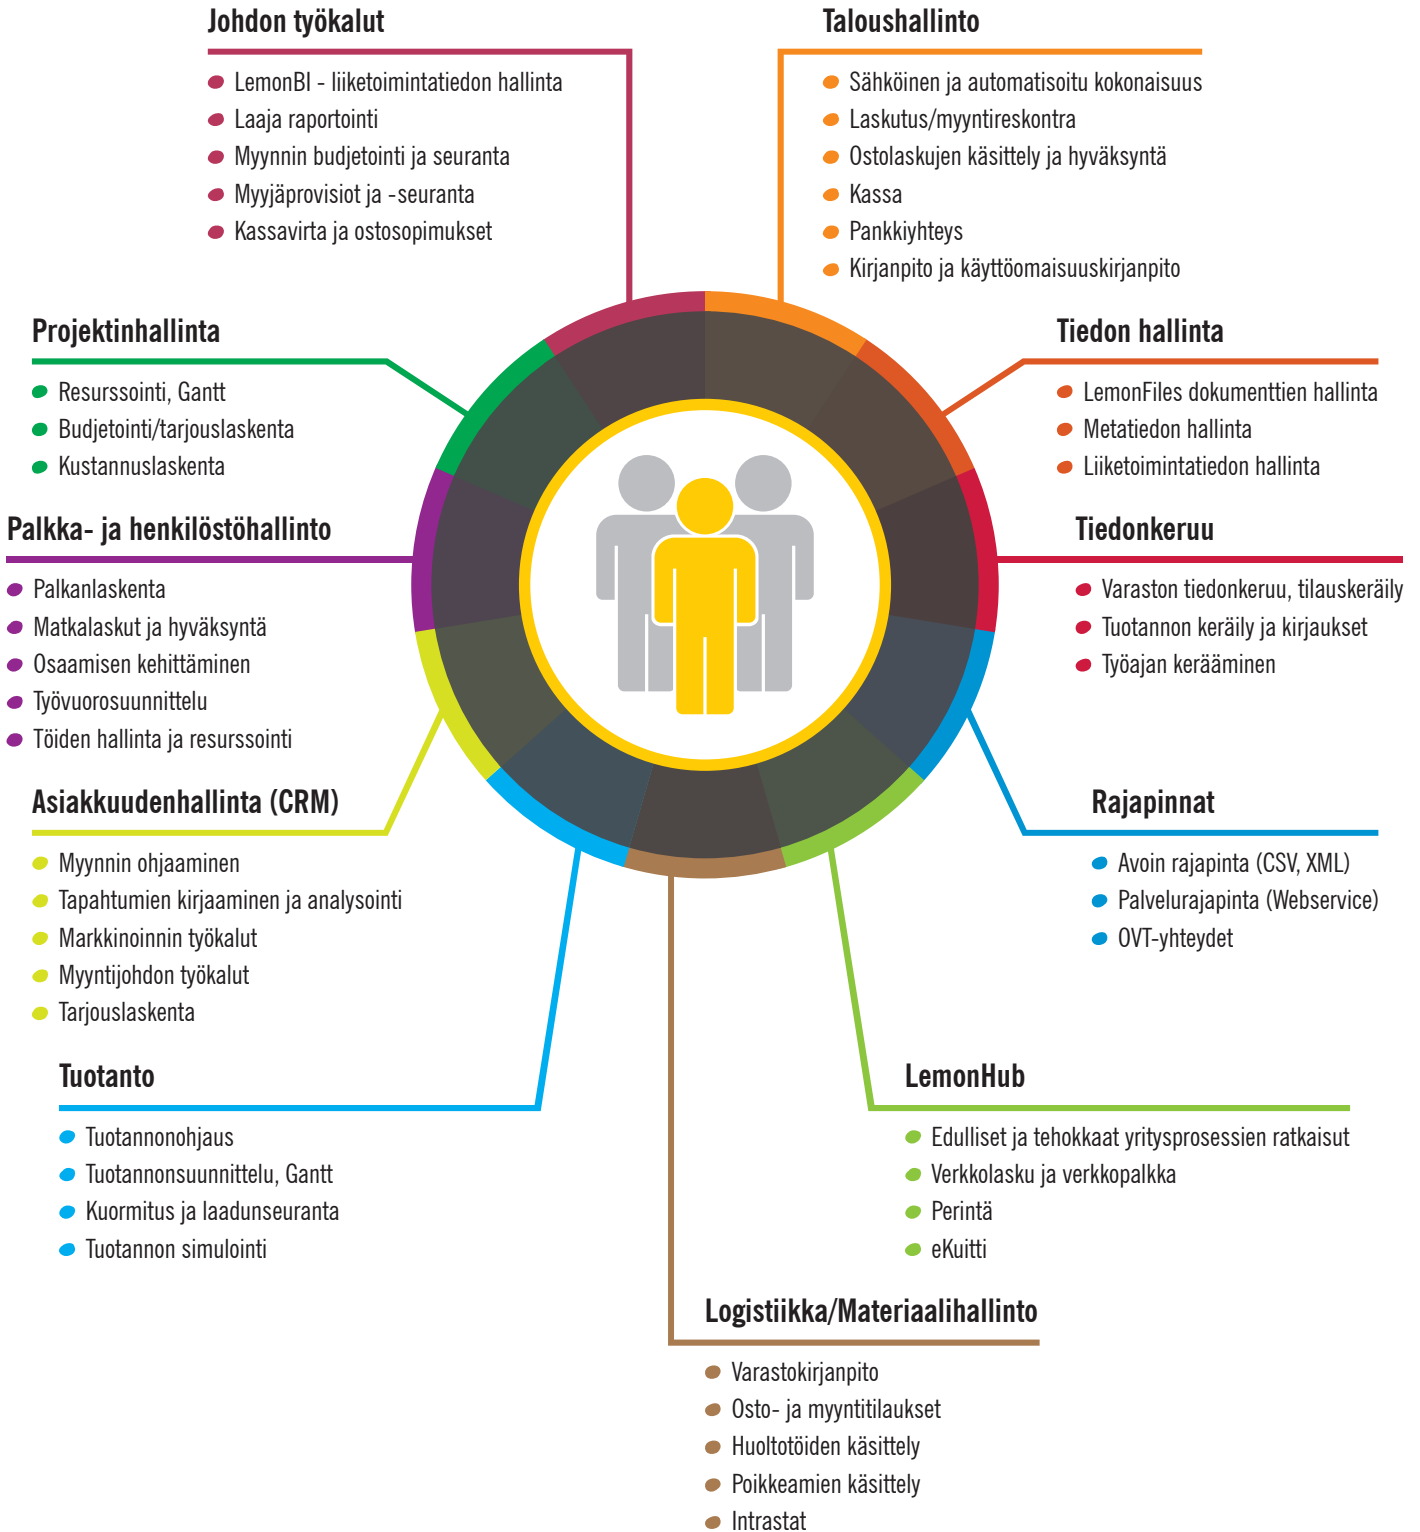 Johdon työkalut
LemonBI - liiketoimintatiedon hallinta
Laaja raportointi
Myynnin budjetointi ja seuranta
Myyjäprovisiot ja -seuranta
Kassavirta ja ostosopimukset
Taloushallinto
Sähköinen ja automatisoitu kokonaisuus
Laskutus/myyntireskontra
Ostolaskujen käsittely ja hyväksyntä
Kassa
Pankkiyhteys
Kirjanpito ja käyttöomaisuuskirjanpito
Projektinhallinta
Resurssointi, Gantt
Budjetointi/tarjouslaskenta
Kustannuslaskenta
Tiedon hallinta
LemonFiles dokumenttien hallinta
Metatiedon hallinta
Liiketoimintatiedon hallinta
Palkka- ja henkilöstöhallinto
Palkanlaskenta
Matkalaskut ja hyväksyntä
Osaamisen kehittäminen
Työvuorosuunnittelu
Töiden hallinta ja resurssointi
Tiedonkeruu
Varaston tiedonkeruu, tilauskeräily
Tuotannon keräily ja kirjaukset
Työajan kerääminen
Asiakkuudenhallinta (CRM)
Myynnin ohjaaminen
Tapahtumien kirjaaminen ja analysointi
Markkinoinnin työkalut
Myyntijohdon työkalut
Tarjouslaskenta
Rajapinnat
Avoin rajapinta (CSV, XML)
Palvelurajapinta (Webservice)
OVT-yhteydet
Tuotanto
Tuotannonohjaus
Tuotannonsuunnittelu, Gantt
Kuormitus ja laadunseuranta
Tuotannon simulointi
LemonHub
Edulliset ja tehokkaat yritysprosessien ratkaisut
Verkkolasku ja verkkopalkka
Perintä
eKuitti
Logistiikka/Materiaalihallinto
Varastokirjanpito
Osto- ja myyntitilaukset
Huoltotöiden käsittely
Poikkeamien käsittely
Intrastat